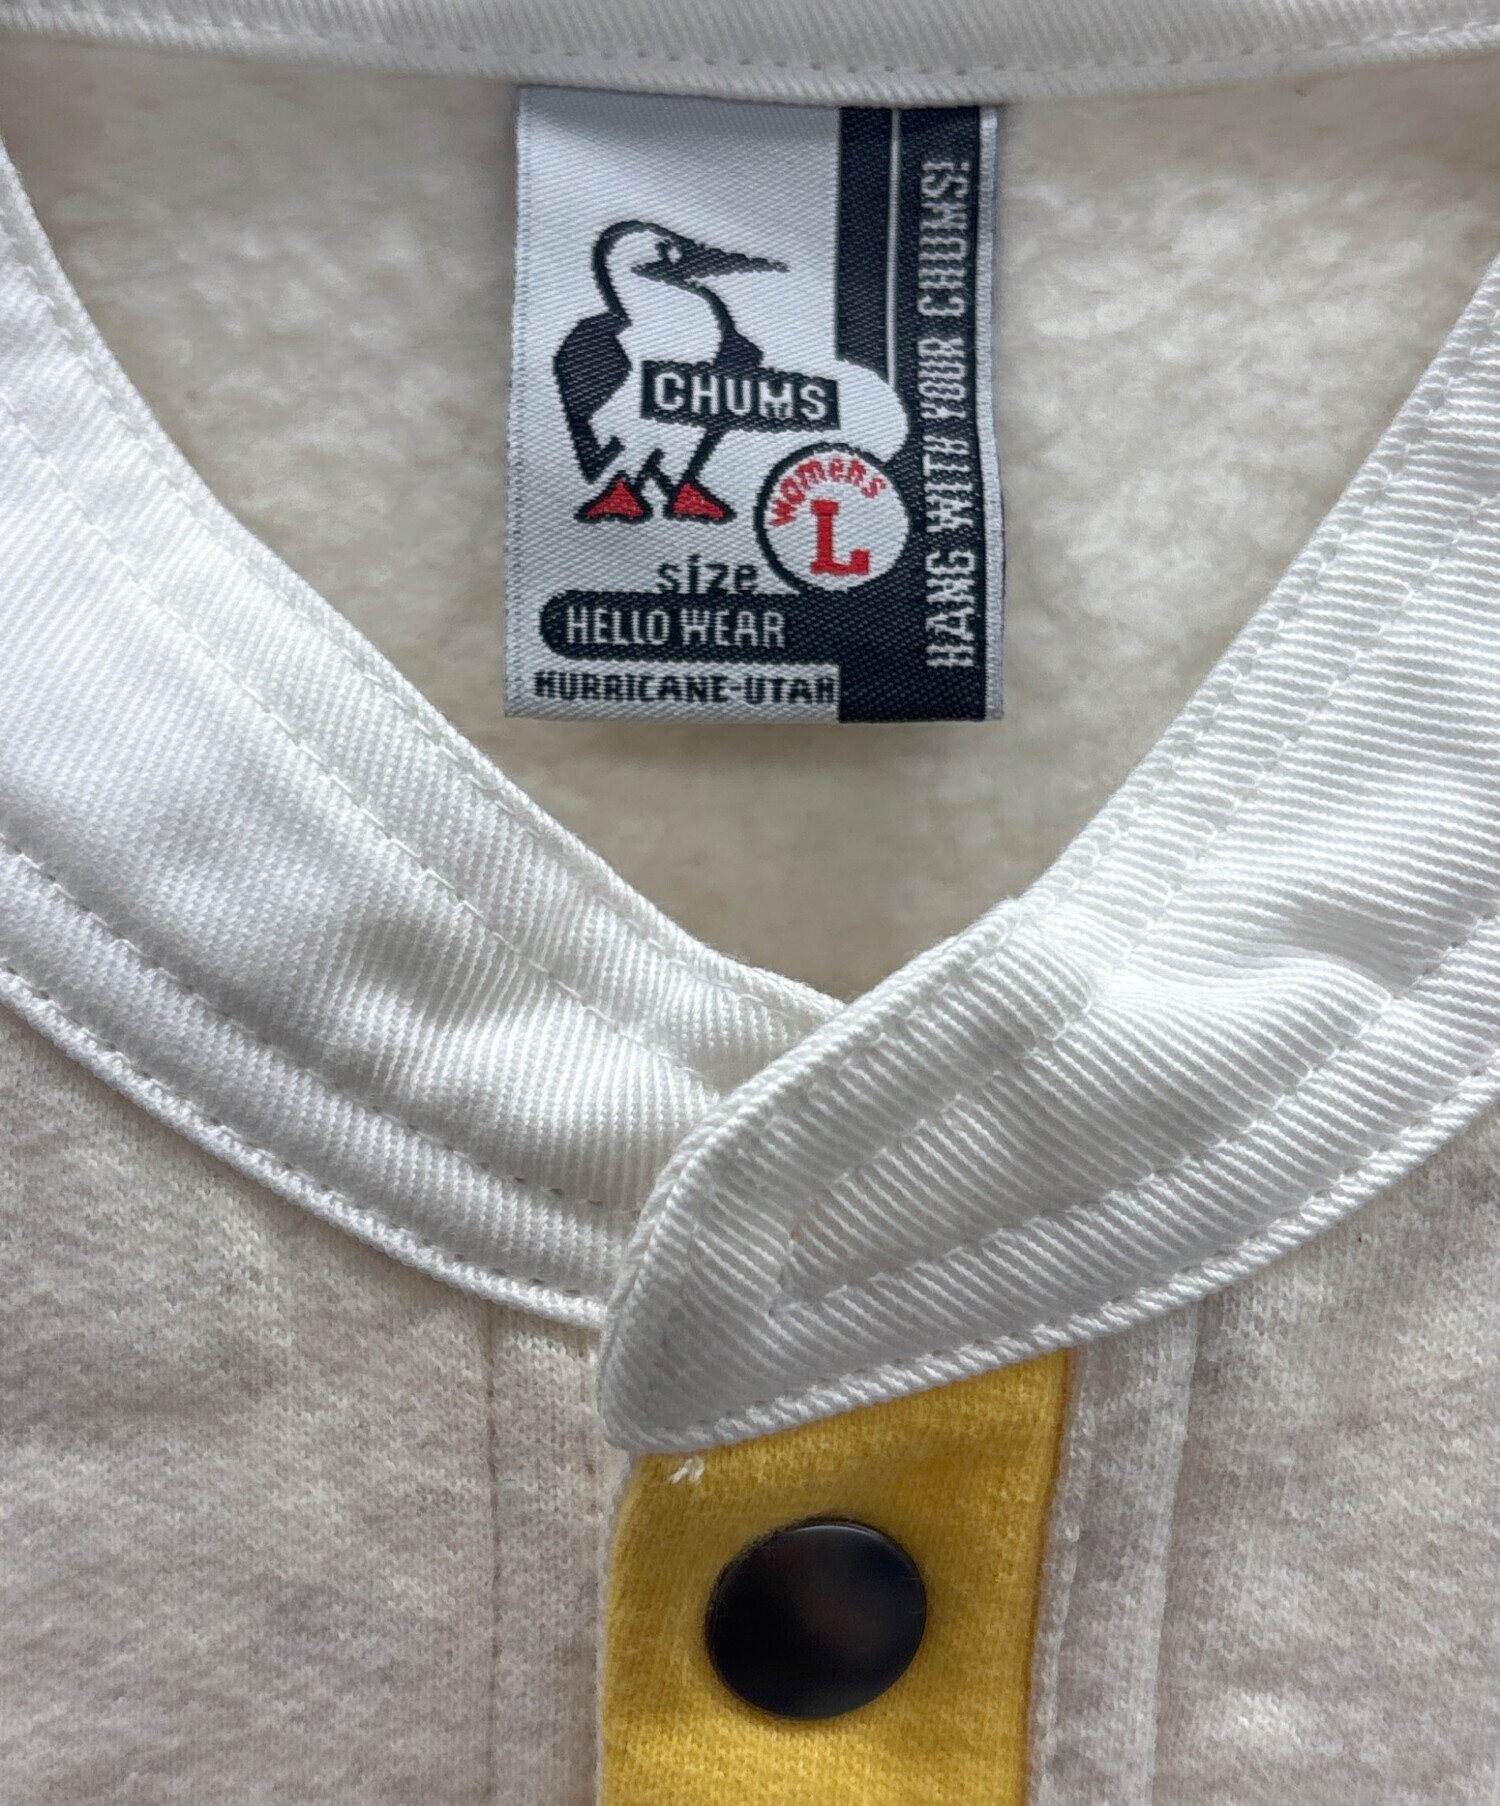 CHUMS
womens
L
size
HELLO WEAR
HURRICANE-UTAH
HANG WITH YOUR CHUMS!